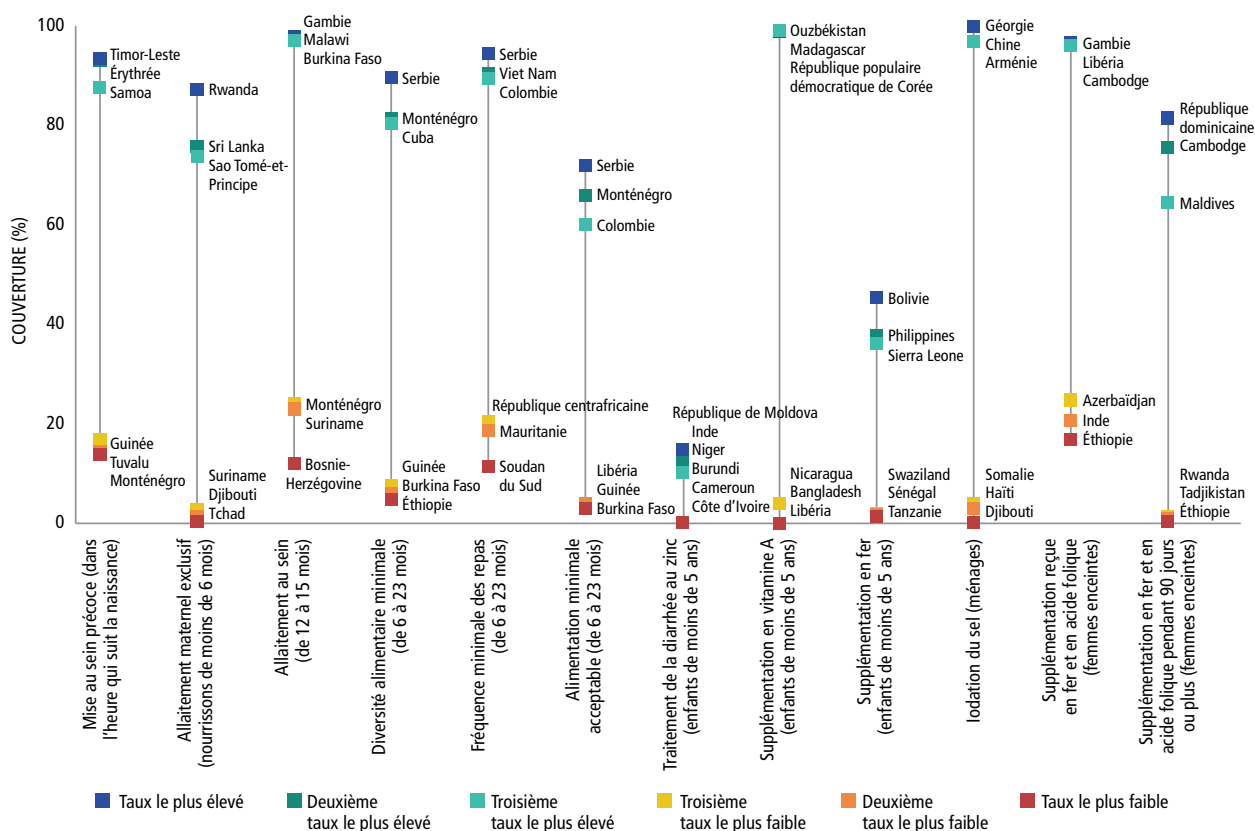 COUVERTURE (%)
100
80
60
40
20
0
Timor-Leste
Érythrée
Samoa
Guinée
Tuvalu
Monténégro
Rwanda
Sri Lanka
Sao Tomé-et-
Principe
Suriname
Djibouti
Tchad
Gambie
Malawi
Burkina Faso
Monténégro
Suriname
Bosnie-
Herzégovine
Serbie
Monténégro
Cuba
Guinée
Burkina Faso
Éthiopie
Serbie
Viet Nam
Colombie
République centrafricaine
Mauritanie
Soudan
du Sud
Serbie
Monténégro
Colombie
Libéria
Guinée
Burkina Faso
République de Moldova
Inde
Niger
Burundi
Cameroun
Côte d’Ivoire
Ouzbékistan
Madagascar
République populaire
démocratique de Corée
Nicaragua
Bangladesh
Libéria
Bolivie
Philippines
Sierra Leone
Swaziland
Sénégal
Tanzanie
Géorgie
Chine
Arménie
Somalie
Haïti
Djibouti
Gambie
Libéria
Cambodge
Azerbaïdjan
Inde
Éthiopie
République
dominicaine
Cambodge
Maldives
Rwanda
Tadjikistan
Éthiopie
Mise au sein précoce (dans
l’heure qui suit la naissance)
Allaitement maternel exclusif
(nourrissons de moins de 6 mois)
Allaitement au sein
(de 12 à 15 mois)
Diversité alimentaire minimale
(de 6 à 23 mois)
Fréquence minimale des repas
(de 6 à 23 mois)
Alimentation minimale
acceptable (de 6 à 23 mois)
Traitement de la diarrhée au zinc
(enfants de moins de 5 ans)
Supplémentation en vitamine A
(enfants de moins de 5 ans)
Supplémentation en fer
(enfants de moins de 5 ans)
Iodation du sel (ménages)
Supplémentation reçue
en fer et en acide folique
(femmes enceintes)
Supplémentation en fer et en
acide folique pendant 90 jours
ou plus (femmes enceintes)
Taux le plus élevé
Deuxième
taux le plus élevé
Troisième
taux le plus élevé
Troisième
taux le plus faible
Deuxième
taux le plus faible
Taux le plus faible